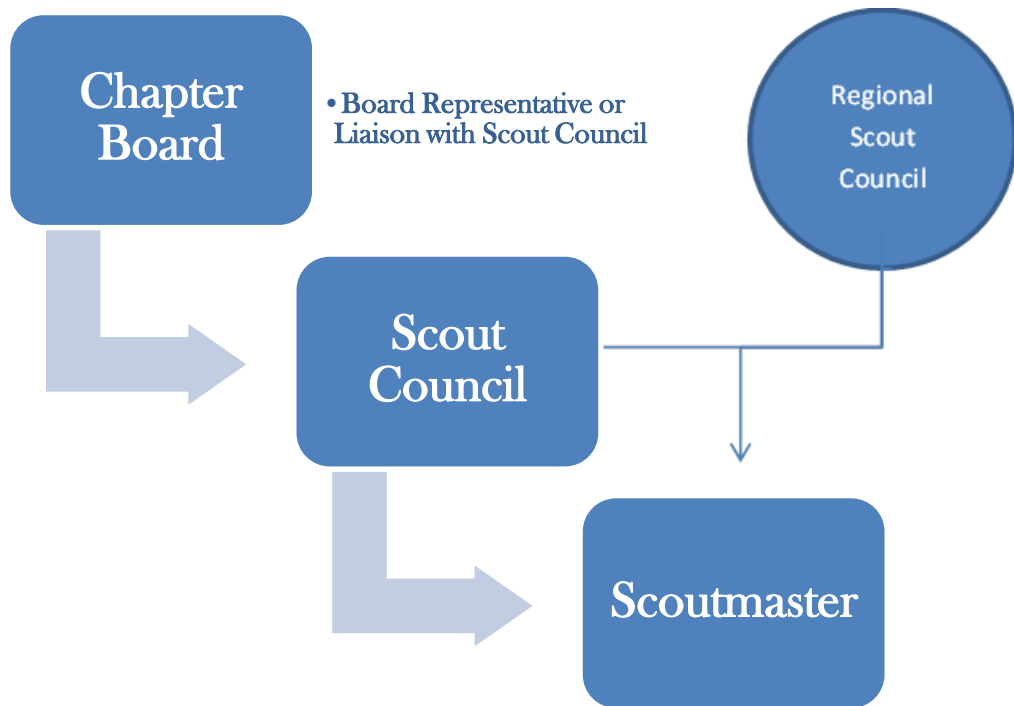 Chapter
Board
• Board Representative or
Liaison with Scout Council
Regional
Scout
Council
Scout
Council
Scoutmaster